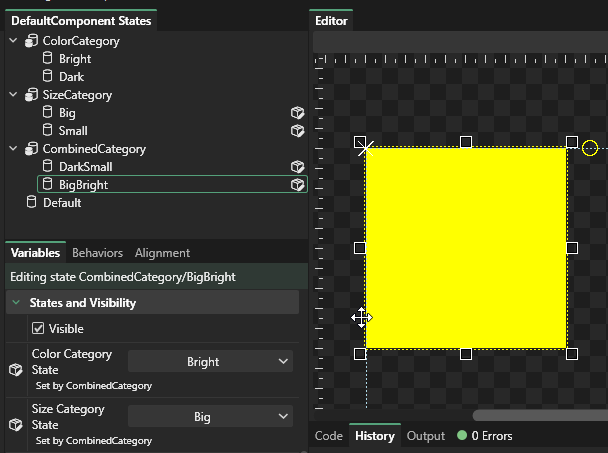 DefaultComponent States
ColorCategory
Bright
Dark
SizeCategory
Big
Small
CombinedCategory
DarkSmall
BigBright
Default
Variables Behaviors Alignment
Editing state CombinedCategory/BigBright
States and Visibility
Visible
Color Category State
Bright
Set by CombinedCategory
Size Category State
Big
Set by CombinedCategory
Editor
Code History Output 0 Errors